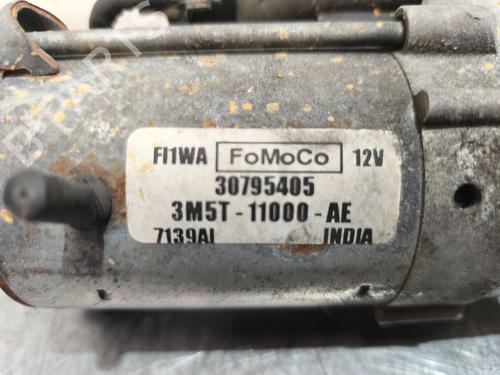 FI1WA FoMoCo 12V
30795405
3M5T-11000-AE
7139AI INDIA